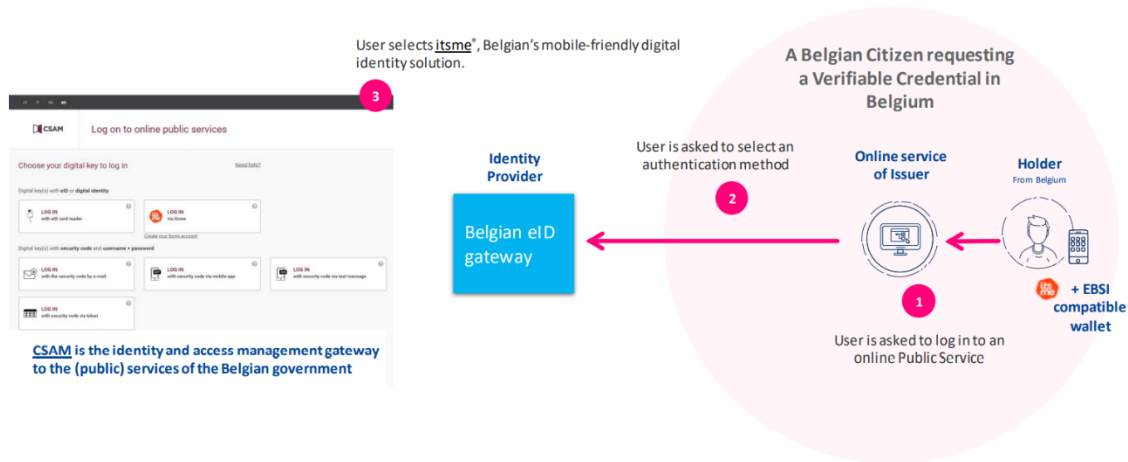 User selects itsme®, Belgian's mobile-friendly digital
identity solution.
3
CSAM
Log on to online public services
Choose your digital key to log in
Need help?
Digital key(s) with eID or digital identity
LOG IN
with eID card reader
LOG IN
via itsme
Create your itsme account
Digital key(s) with security code and username + password
LOG IN
with the security code by e-mail
LOG IN
with security code via mobile app
LOG IN
with security code via text message
LOG IN
with security code via token
CSAM is the identity and access management gateway
to the (public) services of the Belgian government
Identity
Provider
Belgian eID
gateway
User is asked to select an
authentication method
2
A Belgian Citizen requesting
a Verifiable Credential in
Belgium
Online service
of Issuer
Holder
From Belgium
1
User is asked to log in to an
online Public Service
its
me
+ EBSI
compatible
wallet